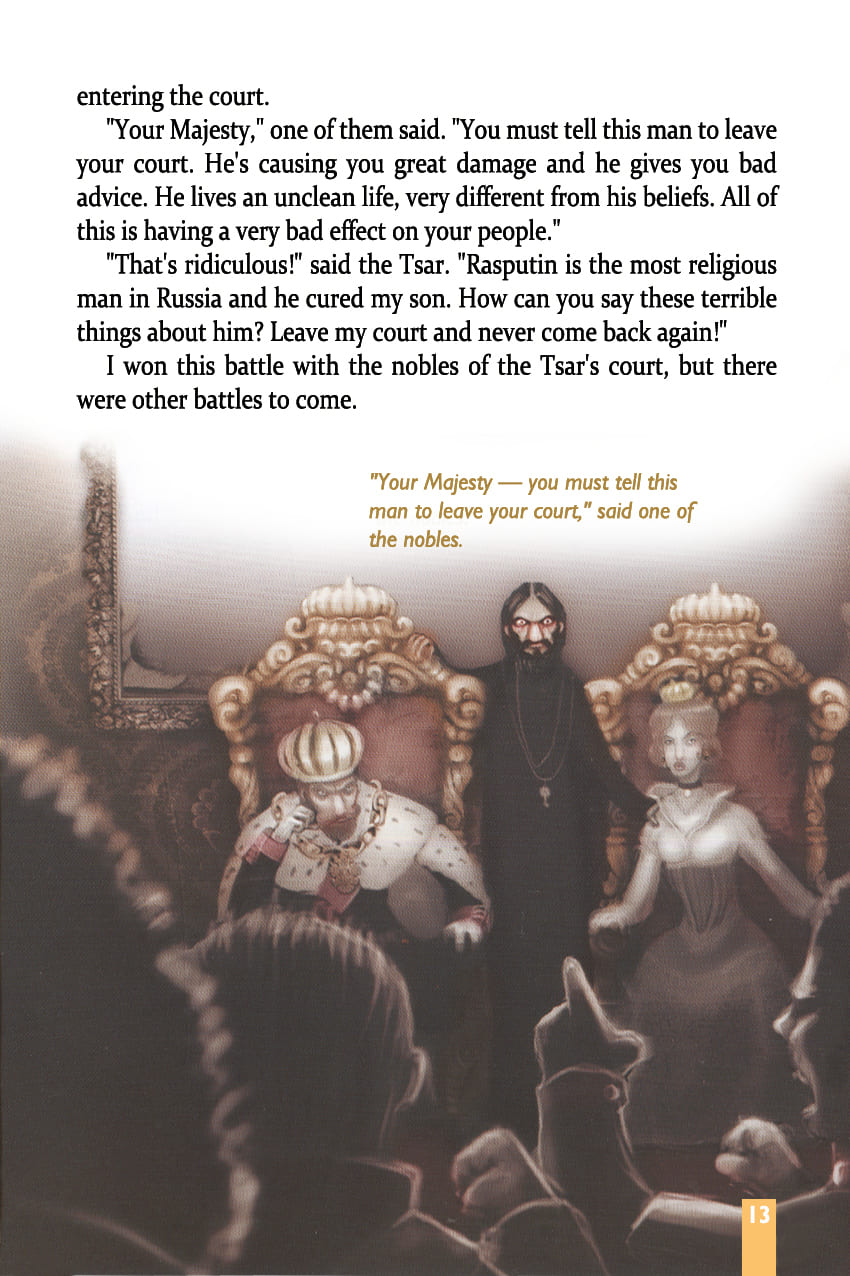 entering the court.
"Your Majesty," one of them said. "You must tell this man to leave
your court. He's causing you great damage and he gives you bad
advice. He lives an unclean life, very different from his beliefs. All of
this is having a very bad effect on your people."
"That's ridiculous!" said the Tsar. "Rasputin is the most religious
man in Russia and he cured my son. How can you say these terrible
things about him? Leave my court and never come back again!"
I won this battle with the nobles of the Tsar's court, but there
were other battles to come.
"Your Majesty — you must tell this
man to leave your court," said one of
the nobles.
13